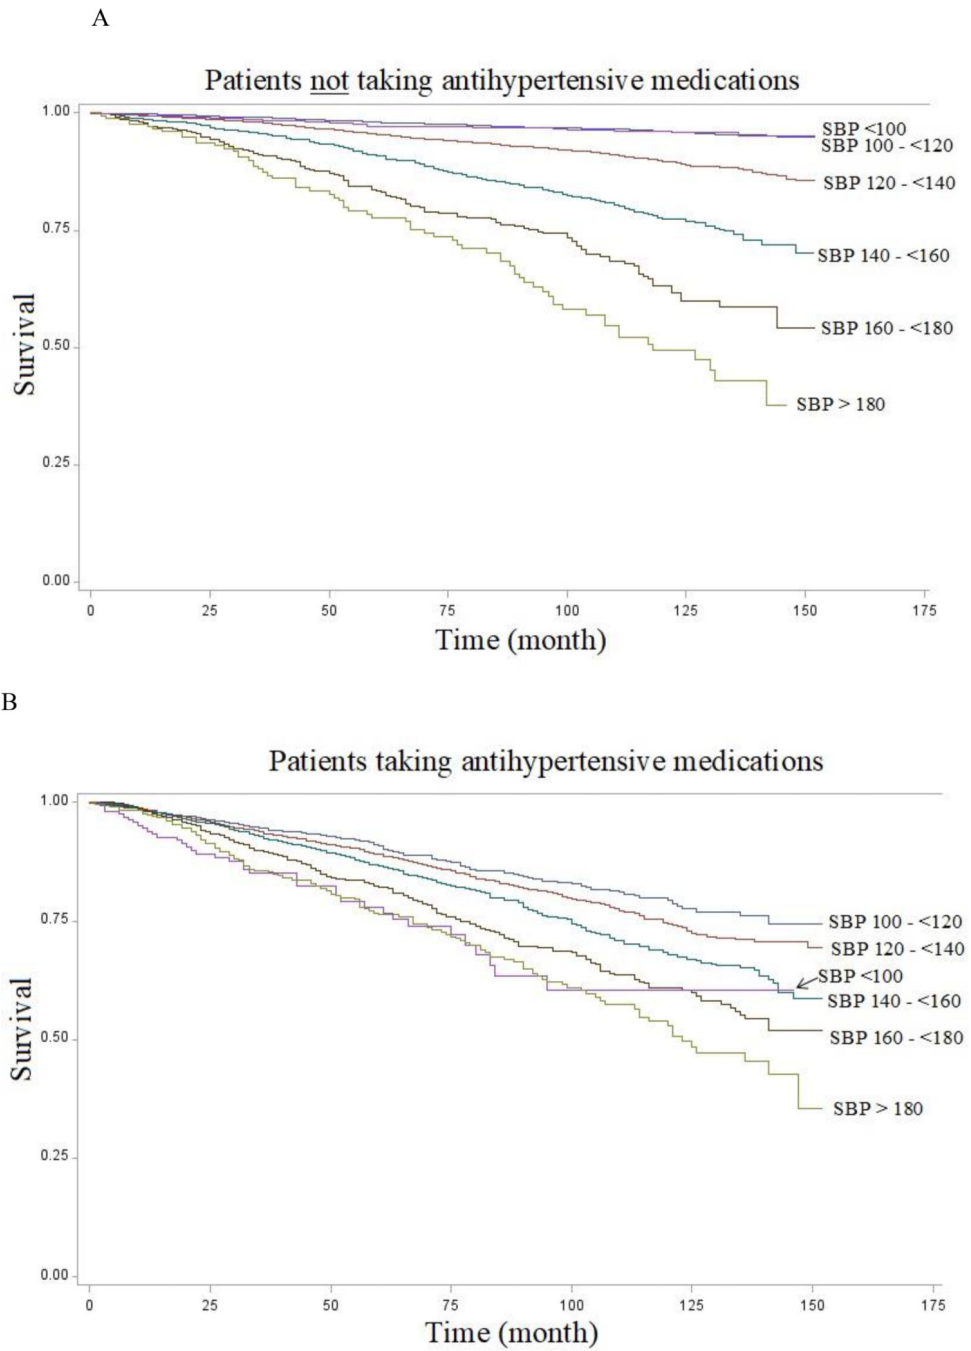 A
Patients not taking antihypertensive medications
1.00
0.75
0.50
0.25
0.00
Survival
SBP <100
SBP 100 - <120
SBP 120 - <140
SBP 140 - <160
SBP 160 - <180
SBP > 180
0 25 50 75 100 125 150 175
Time (month)
B
Patients taking antihypertensive medications
1.00
0.75
0.50
0.25
0.00
Survival
SBP 100 - <120
SBP 120 - <140
SBP <100
SBP 140 - <160
SBP 160 - <180
SBP > 180
0 25 50 75 100 125 150 175
Time (month)